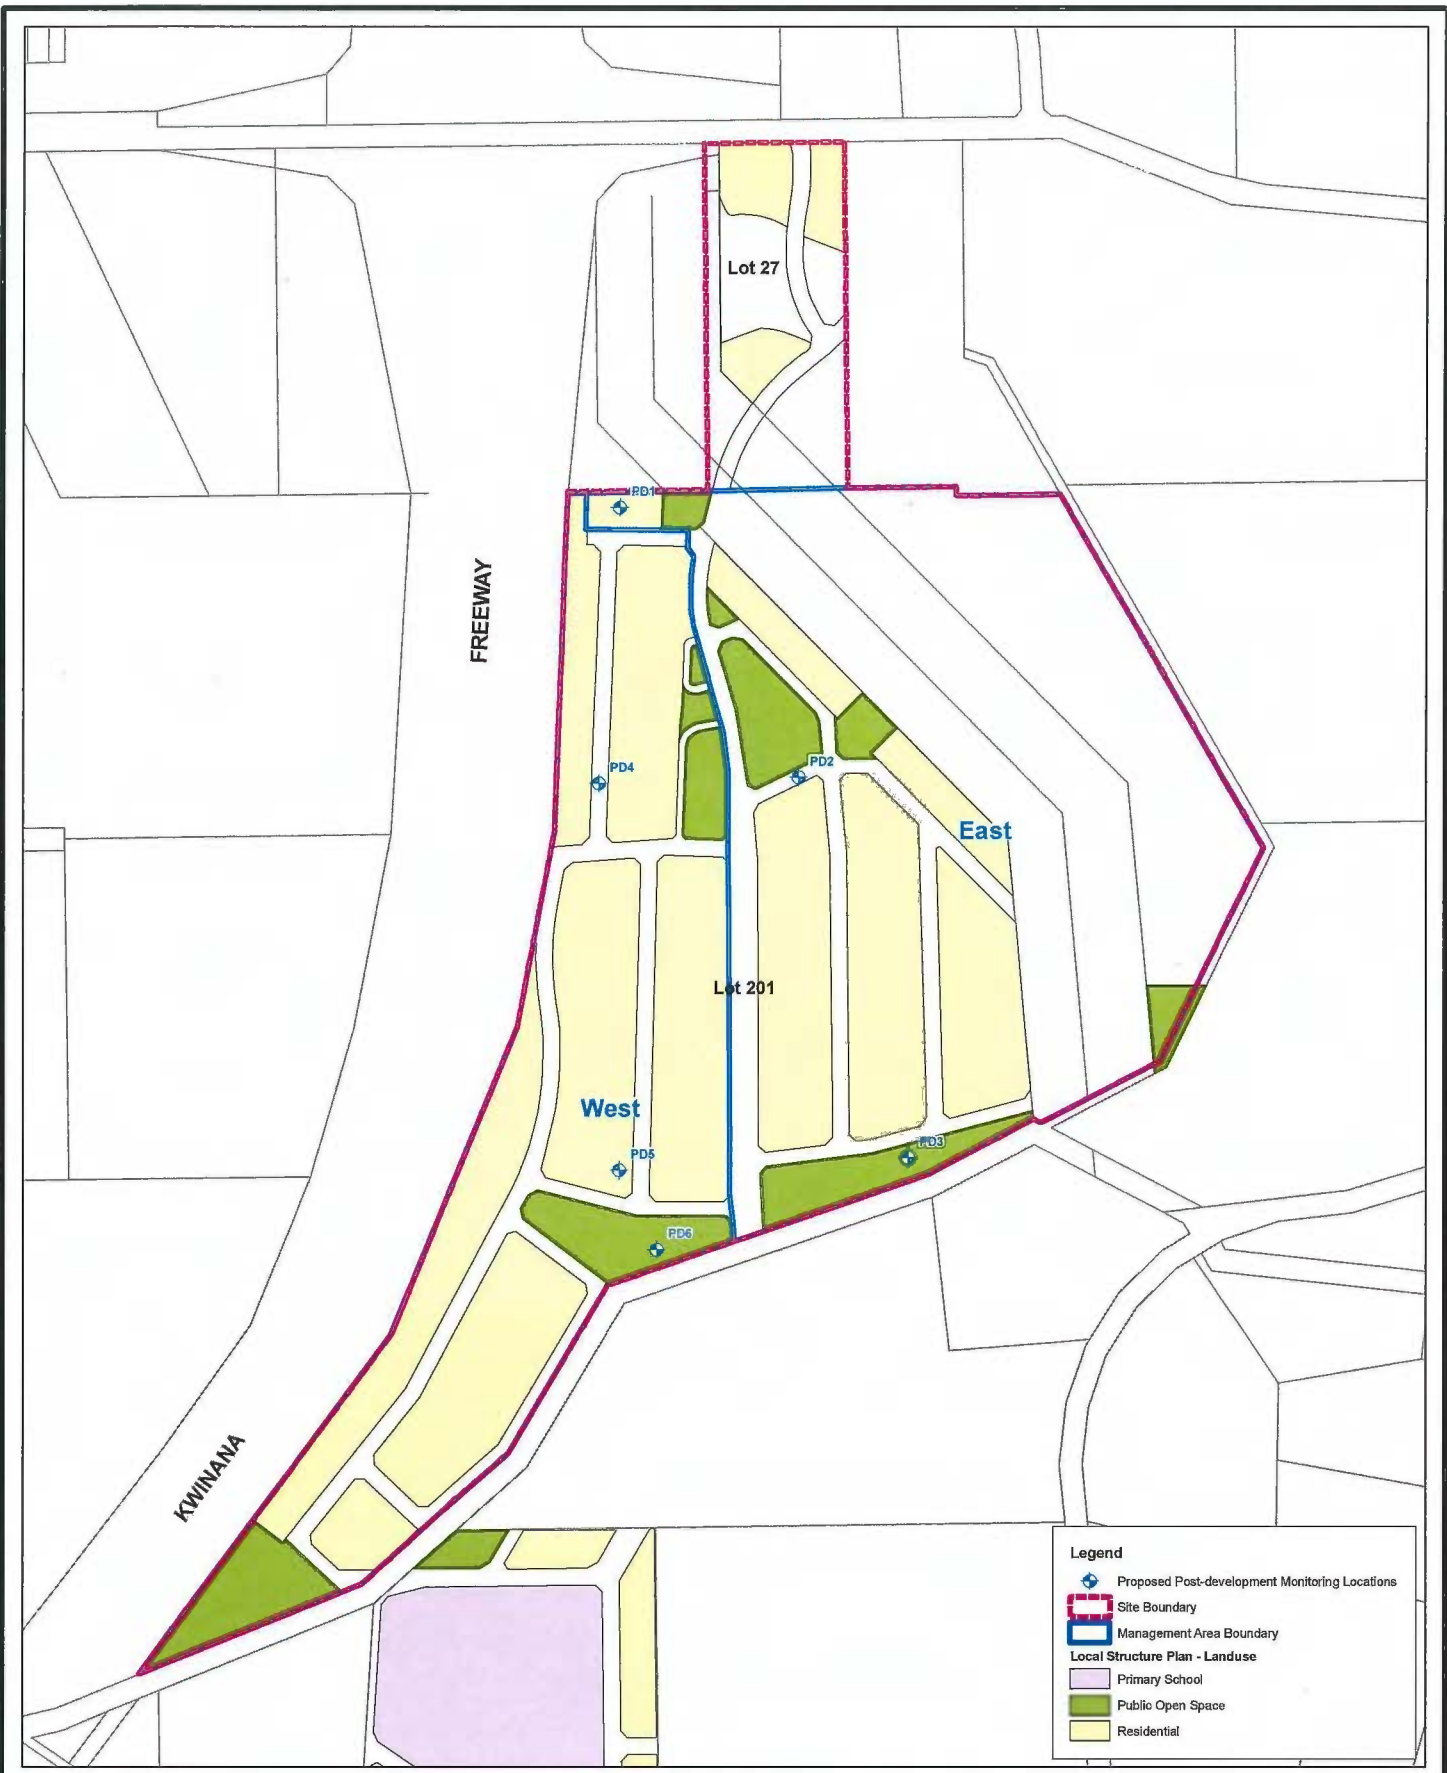 Lot 27
PD1
FREEWAY
PD4
PD2
East
Lot 201
West
PD3
PD5
PD6
KWINANA
Legend
Proposed Post-development Monitoring Locations
Site Boundary
Management Area Boundary
Local Structure Plan - Landuse
Primary School
Public Open Space
Residential